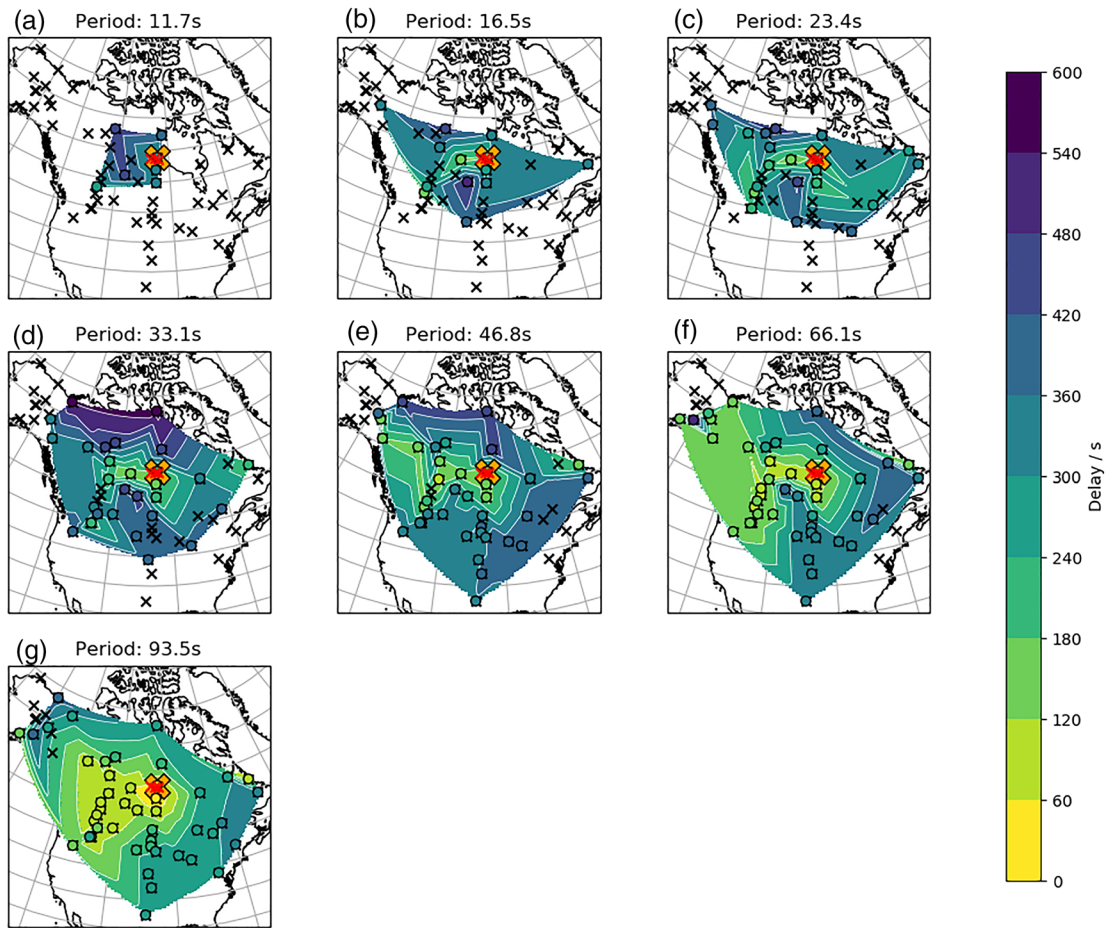 (a) Period: 11.7s
(b) Period: 16.5s
(c) Period: 23.4s
(d) Period: 33.1s
(e) Period: 46.8s
(f) Period: 66.1s
(g) Period: 93.5s
600
540
480
420
360
300
240
180
120
60
0
Delay / s